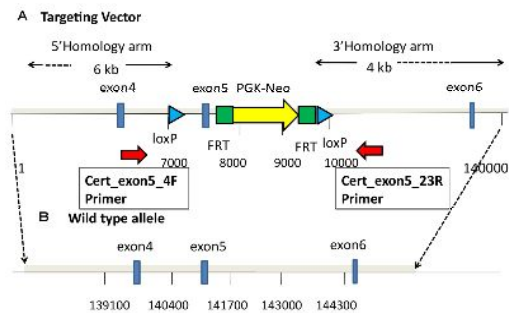 A Targeting Vector
5'Homology arm
6 kb
3'Homology arm
4 kb
exon4
exon5
PGK-Neo
exon6
loxP
FRT
FRT
loxP
1
7000
8000
9000
10000
140000
Cert_exon5_4F
Primer
Cert_exon5_23R
Primer
B Wild type allele
exon4
exon5
exon6
139100
140400
141700
143000
144300